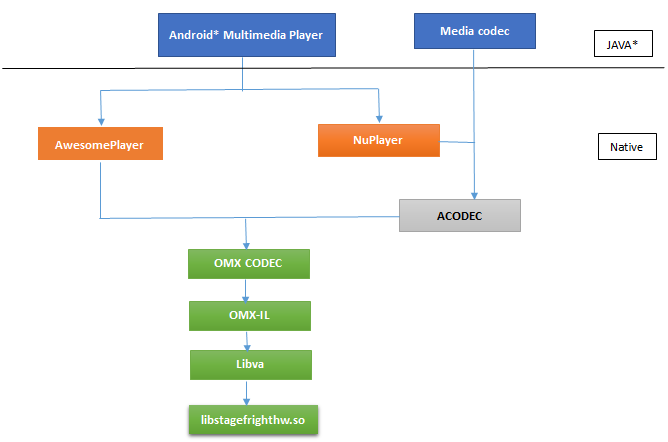 Android* Multimedia Player
Media codec
JAVA*
AwesomePlayer
NuPlayer
Native
ACODEC
OMX CODEC
OMX-IL
Libva
libstagefrighthw.so